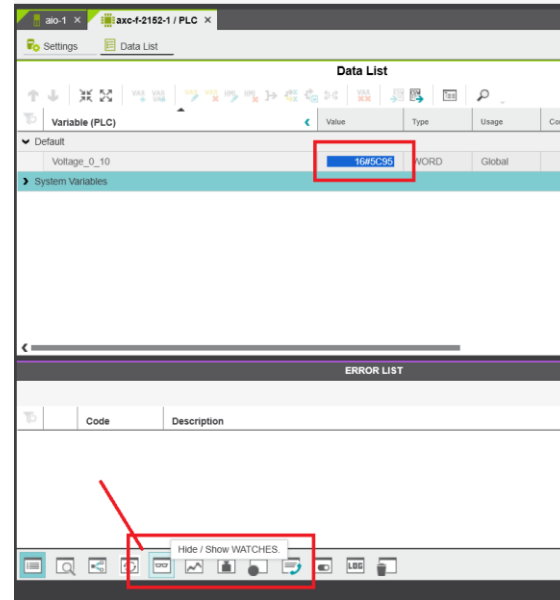 aio-1 × axc-f-2152-1 / PLC ×
Settings Data List
Data List
Variable (PLC) Value Type Usage
Default
Voltage_0_10 16#5C95 WORD Global
System Variables
ERROR LIST
Code Description
Hide / Show WATCHES.
LOG